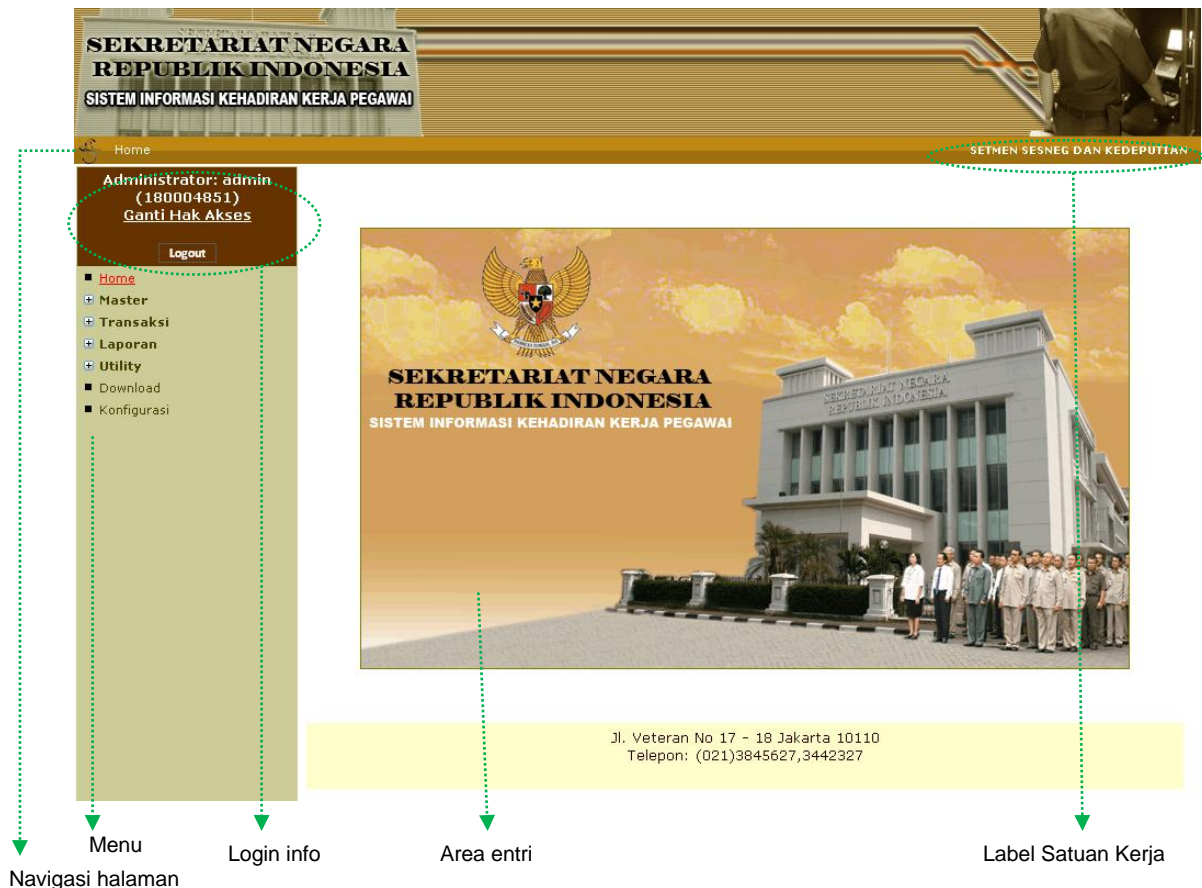 SEKRETARIAT NEGARA
REPUBLIK INDONESIA
SISTEM INFORMASI KEHADIRAN KERJA PEGAWAI
Home
SETMEN SESNEG DAN KEDEPUTIAN
Administrator: admin
(180004851)
Ganti Hak Akses
Logout
Home
Master
Transaksi
Laporan
Utility
Download
Konfigurasi
SEKRETARIAT NEGARA
REPUBLIK INDONESIA
SISTEM INFORMASI KEHADIRAN KERJA PEGAWAI
SEKRETARIAT NEGARA
REPUBLIK INDONESIA
Jl. Veteran No 17 - 18 Jakarta 10110
Telepon: (021)3845627,3442327
Menu
Login info
Area entri
Label Satuan Kerja
Navigasi halaman